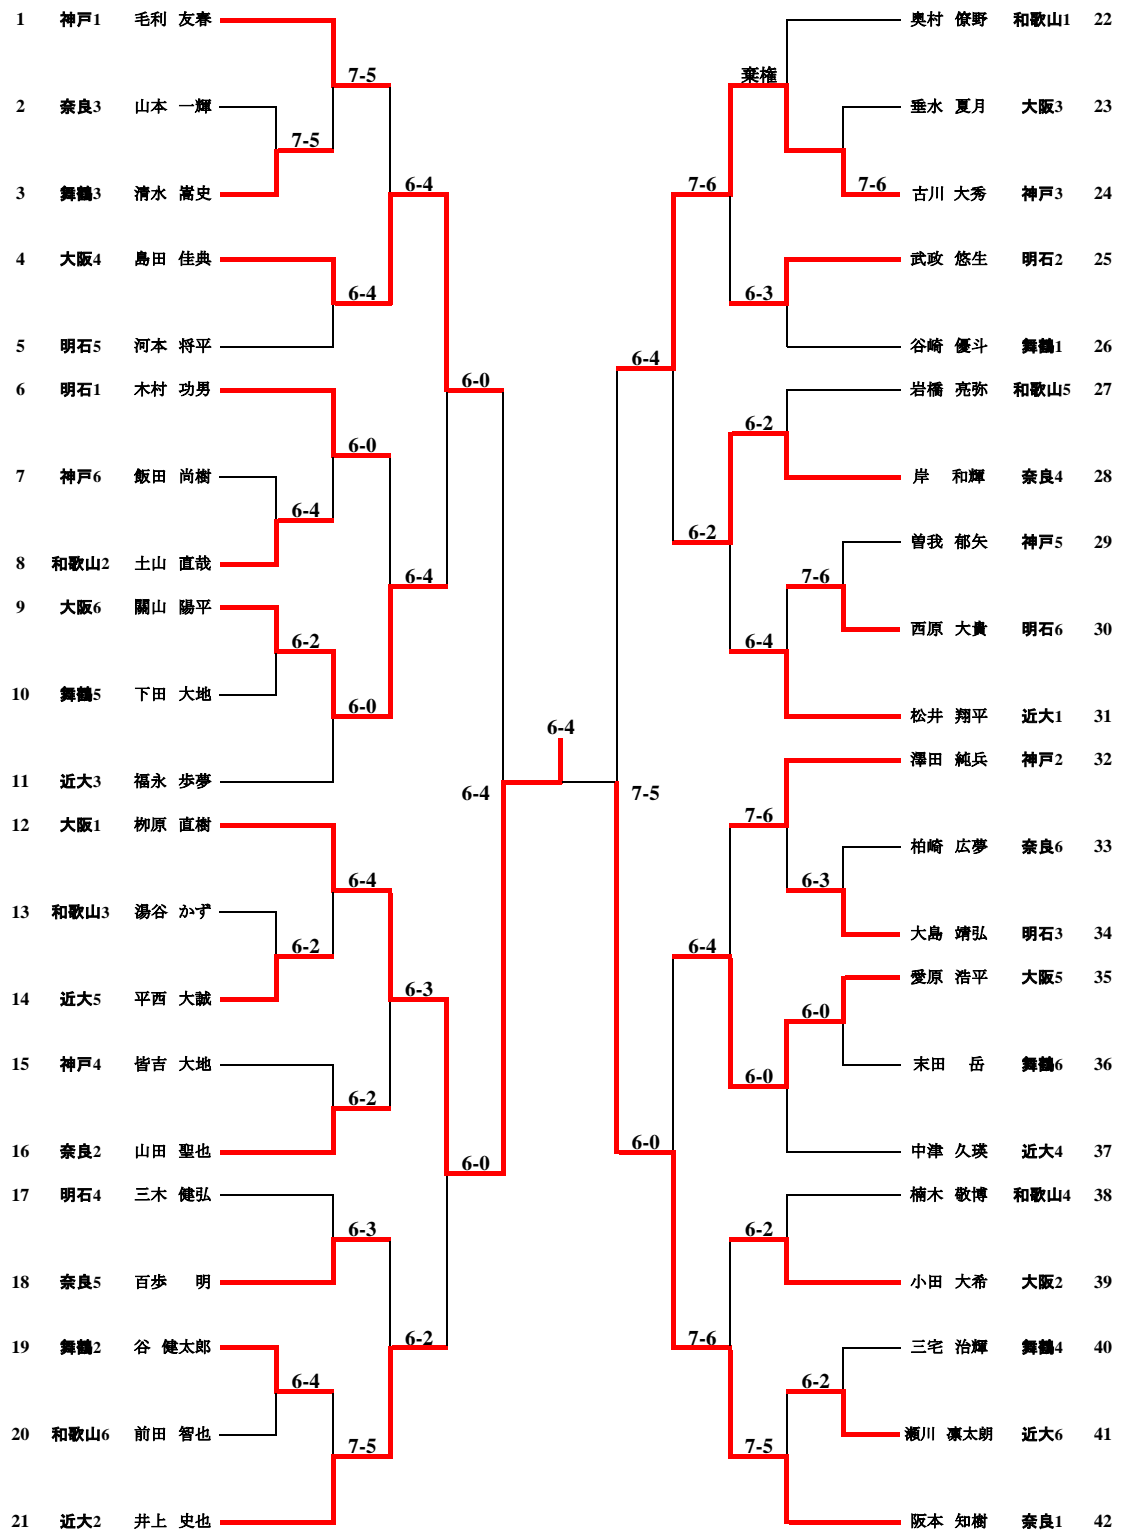 1 神戸1 毛利 友春
2 奈良3 山本 一輝
3 舞鶴3 清水 嵩史
4 大阪4 島田 佳典
5 明石5 河本 将平
6 明石1 木村 功男
7 神戸6 飯田 尚樹
8 和歌山2 土山 直哉
9 大阪6 關山 陽平
10 舞鶴5 下田 大地
11 近大3 福永 歩夢
12 大阪1 栁原 直樹
13 和歌山3 湯谷 かず
14 近大5 平西 大誠
15 神戸4 皆吉 大地
16 奈良2 山田 聖也
17 明石4 三木 健弘
18 奈良5 百歩 明
19 舞鶴2 谷 健太郎
20 和歌山6 前田 智也
21 近大2 井上 史也
7-5
7-5
6-4
6-4
6-0
6-0
6-4
6-4
6-2
6-0
6-4
6-4
6-4
6-2
6-3
6-2
6-0
6-3
6-2
6-4
7-5
棄権
7-6
7-6
6-3
6-4
6-2
6-2
7-6
6-4
7-5
7-6
6-3
6-4
6-0
6-0
6-0
6-2
7-6
6-2
7-5
奥村 僚野 和歌山1 22
垂水 夏月 大阪3 23
古川 大秀 神戸3 24
武政 悠生 明石2 25
谷崎 優斗 舞鶴1 26
岩橋 亮弥 和歌山5 27
岸 和輝 奈良4 28
曽我 郁矢 神戸5 29
西原 大貴 明石6 30
松井 翔平 近大1 31
澤田 純兵 神戸2 32
柏崎 広夢 奈良6 33
大島 靖弘 明石3 34
愛原 浩平 大阪5 35
末田 岳 舞鶴6 36
中津 久瑛 近大4 37
楠木 敬博 和歌山4 38
小田 大希 大阪2 39
三宅 治輝 舞鶴4 40
瀬川 凛太朗 近大6 41
阪本 知樹 奈良1 42